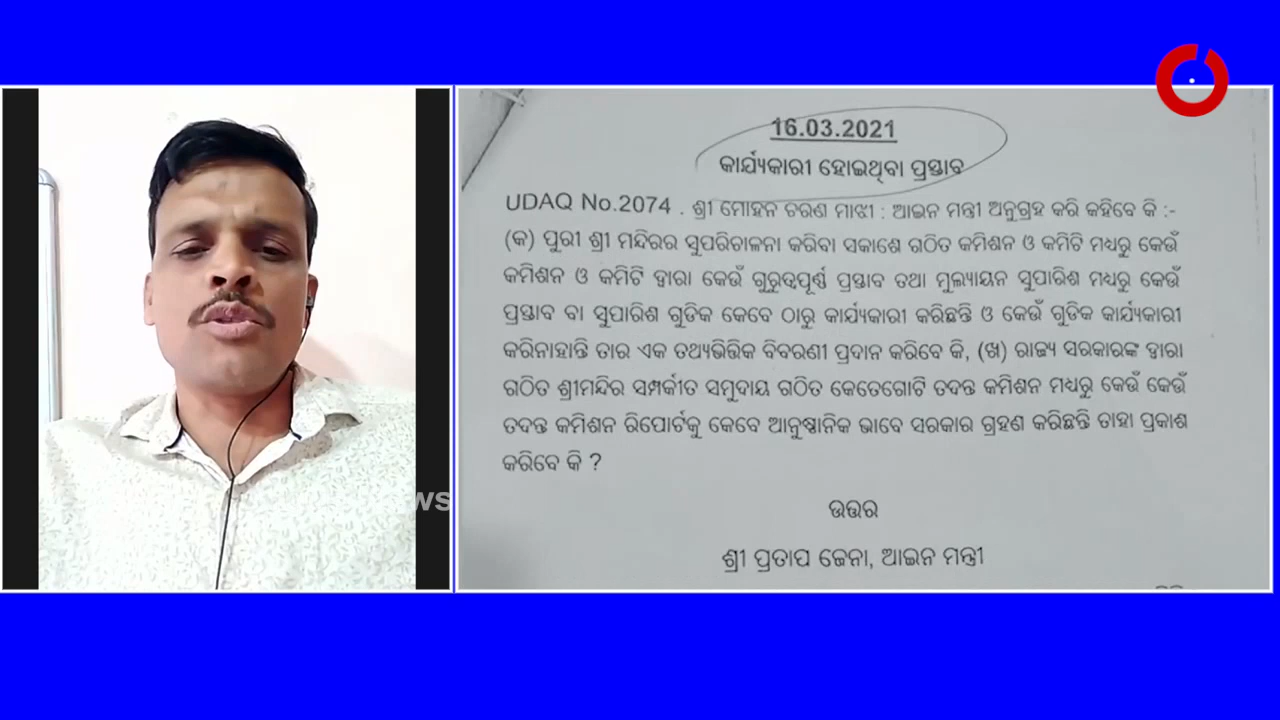 16.03.2021
କାର୍ଯ୍ୟକାରୀ ହୋଇଥିବା ପ୍ରସ୍ତାବ
UDAQ No.2074 . ଶ୍ରୀ ମୋହନ ଚରଣ ମାଝୀ : ଆଇନ ମନ୍ତ୍ରୀ ଅନୁଗ୍ରହ କରି କହିବେ କି :-
(କ) ପୁରୀ ଶ୍ରୀ ମନ୍ଦିରର ସୁପରିଚାଳନା କରିବା ସକାଶେ ଗଠିତ କମିଶନ ଓ କମିଟି ମଧ୍ୟରୁ କେଉଁ
କମିଶନ ଓ କମିଟି ଦ୍ୱାରା କେଉଁ ଗୁରୁତ୍ୱପୂର୍ଣ୍ଣ ପ୍ରସ୍ତାବ ତଥା ମୁଲ୍ୟାୟନ ସୁପାରିଶ ମଧ୍ୟରୁ କେଉଁ
ପ୍ରସ୍ତାବ ବା ସୁପାରିଶ ଗୁଡିକ କେବେ ଠାରୁ କାର୍ଯ୍ୟକାରୀ କରିଛନ୍ତି ଓ କେଉଁ ଗୁଡିକ କାର୍ଯ୍ୟକାରୀ
କରିନାହାନ୍ତି ତାର ଏକ ତଥ୍ୟଭିତ୍ତିକ ବିବରଣୀ ପ୍ରଦାନ କରିବେ କି, (ଖ) ରାଜ୍ୟ ସରକାରଙ୍କ ଦ୍ୱାରା
ଗଠିତ ଶ୍ରୀମନ୍ଦିର ସମ୍ପର୍କୀତ ସମୁଦାୟ ଗଠିତ କେତେଗୋଟି ତଦନ୍ତ କମିଶନ ମଧ୍ୟରୁ କେଉଁ କେଉଁ
ତଦନ୍ତ କମିଶନ ରିପୋର୍ଟକୁ କେବେ ଆନୁଷ୍ଠାନିକ ଭାବେ ସରକାର ଗ୍ରହଣ କରିଛନ୍ତି ତାହା ପ୍ରକାଶ
କରିବେ କି ?
ଉତ୍ତର
ଶ୍ରୀ ପ୍ରତାପ ଜେନା, ଆଇନ ମନ୍ତ୍ରୀ